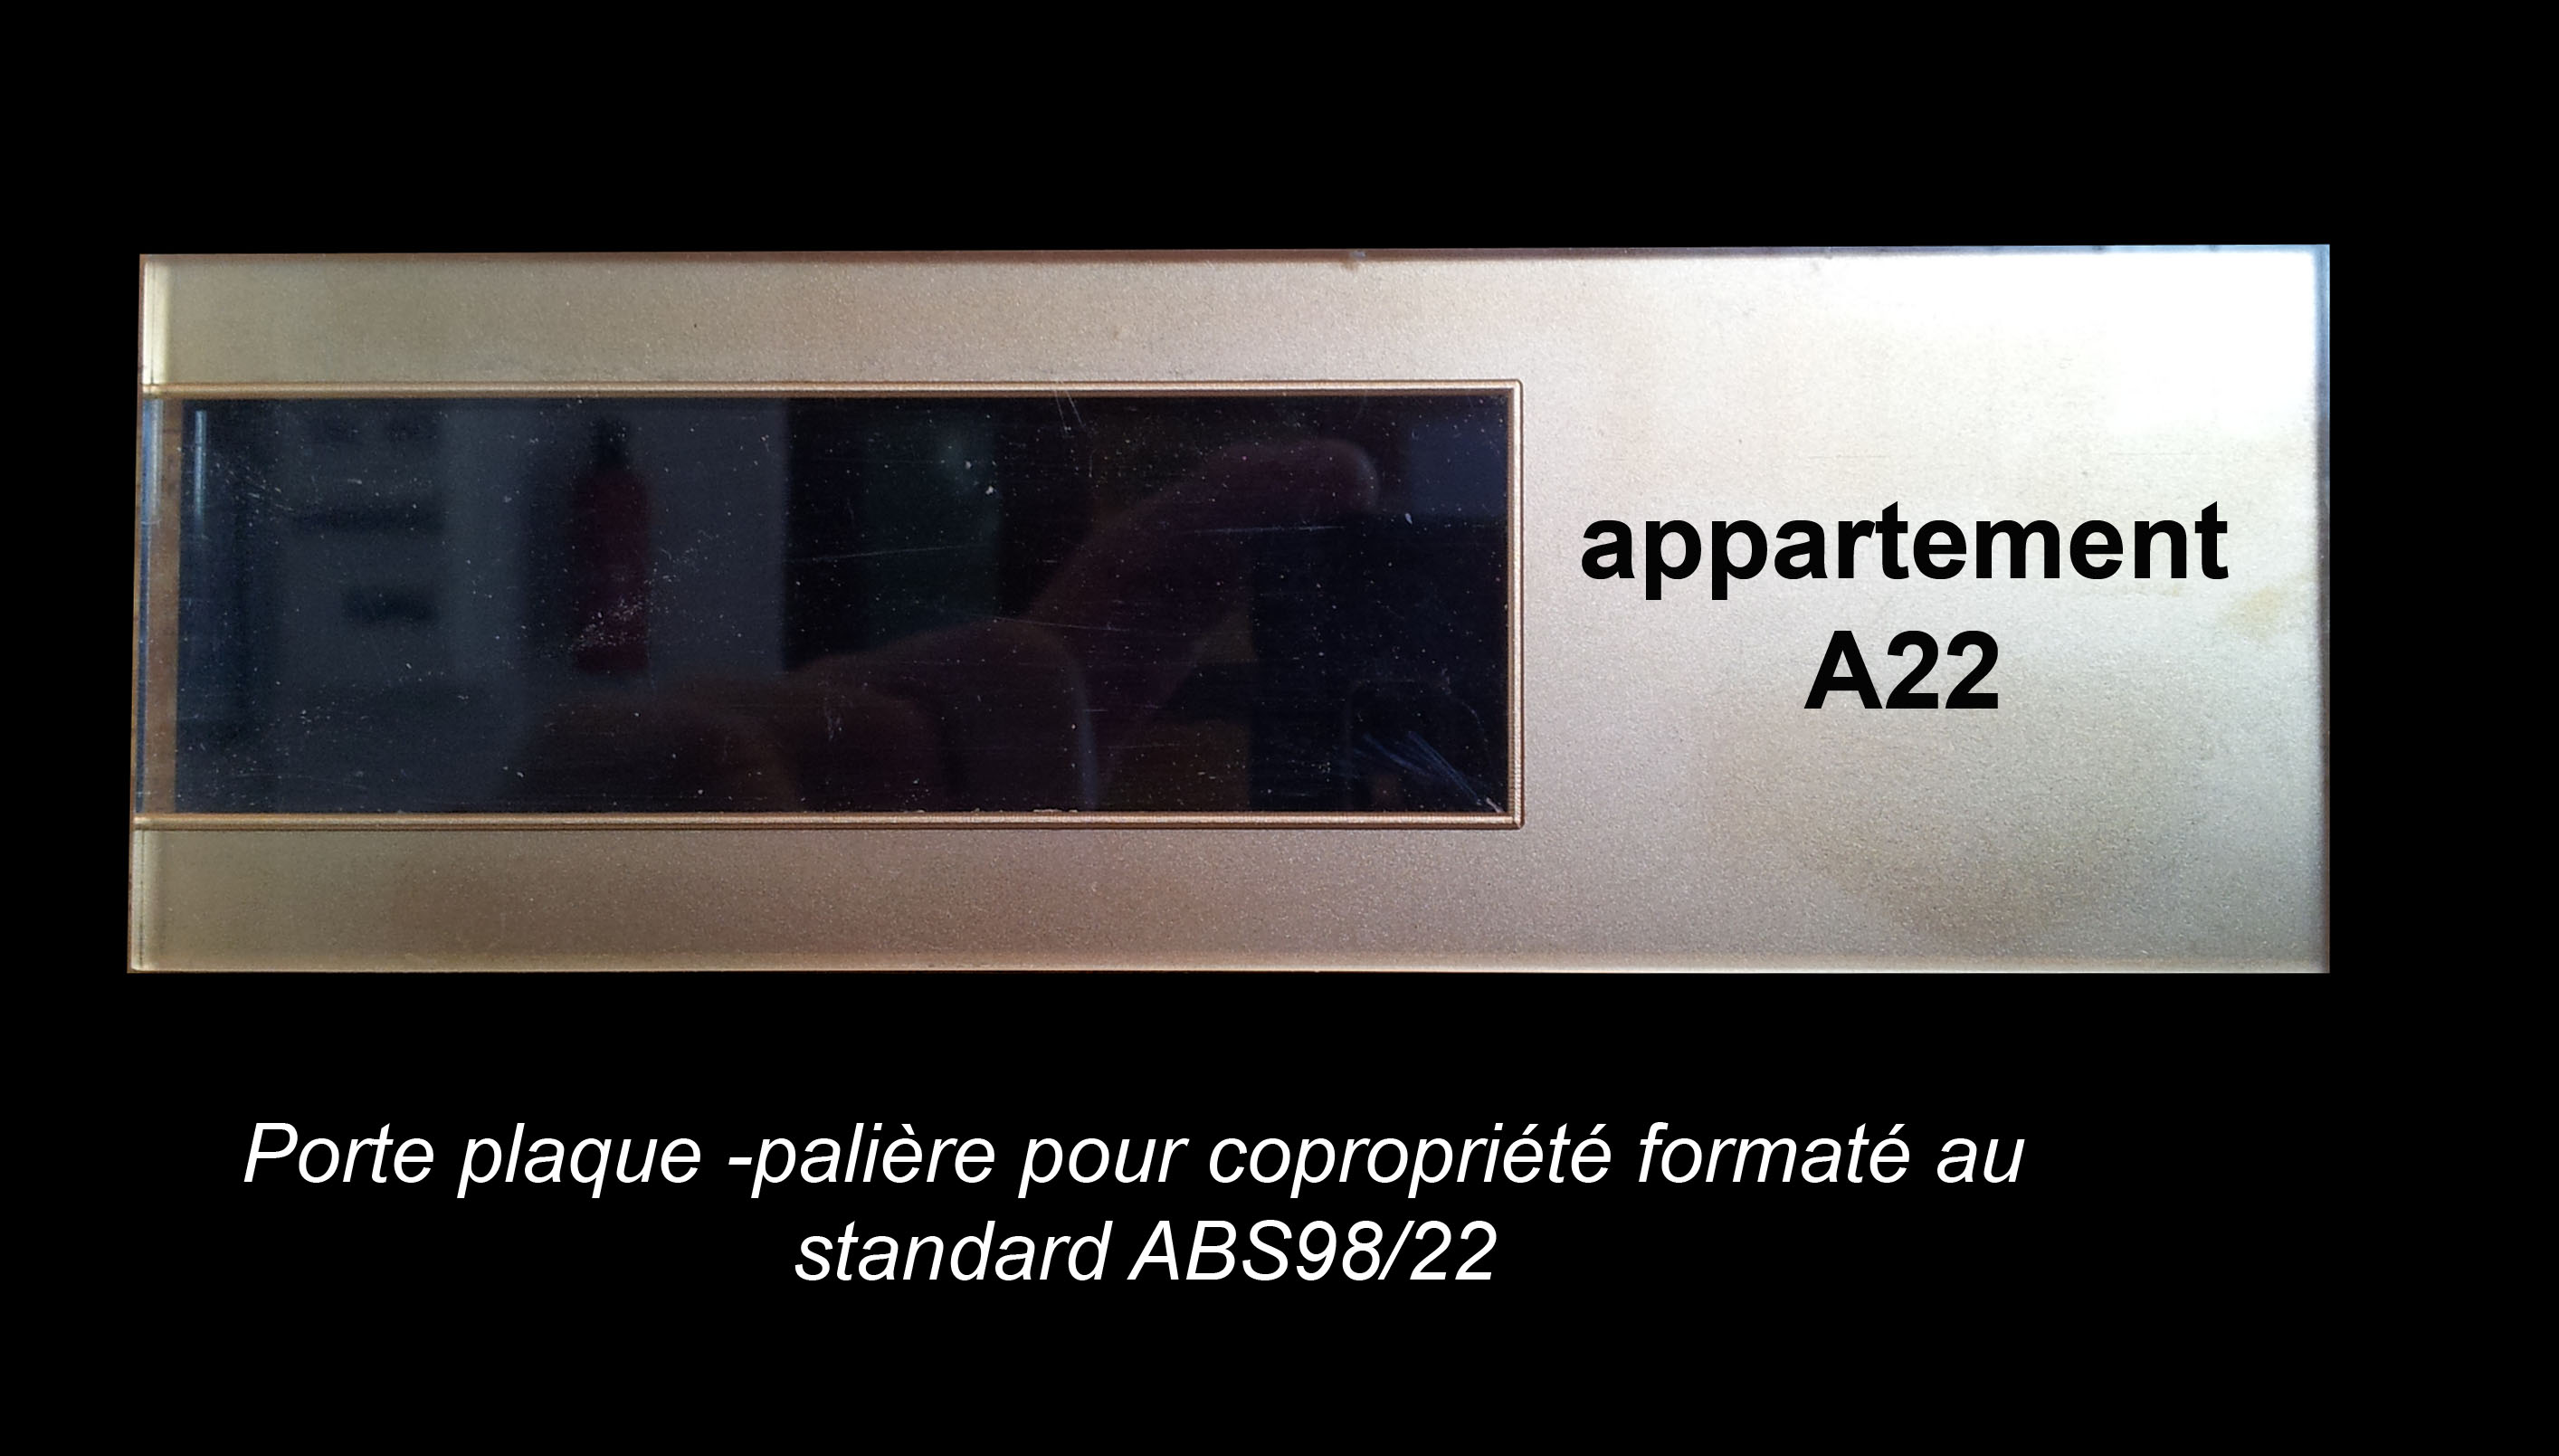 appartement
A22
Porte plaque -palière pour copropriété formaté au
standard ABS98/22